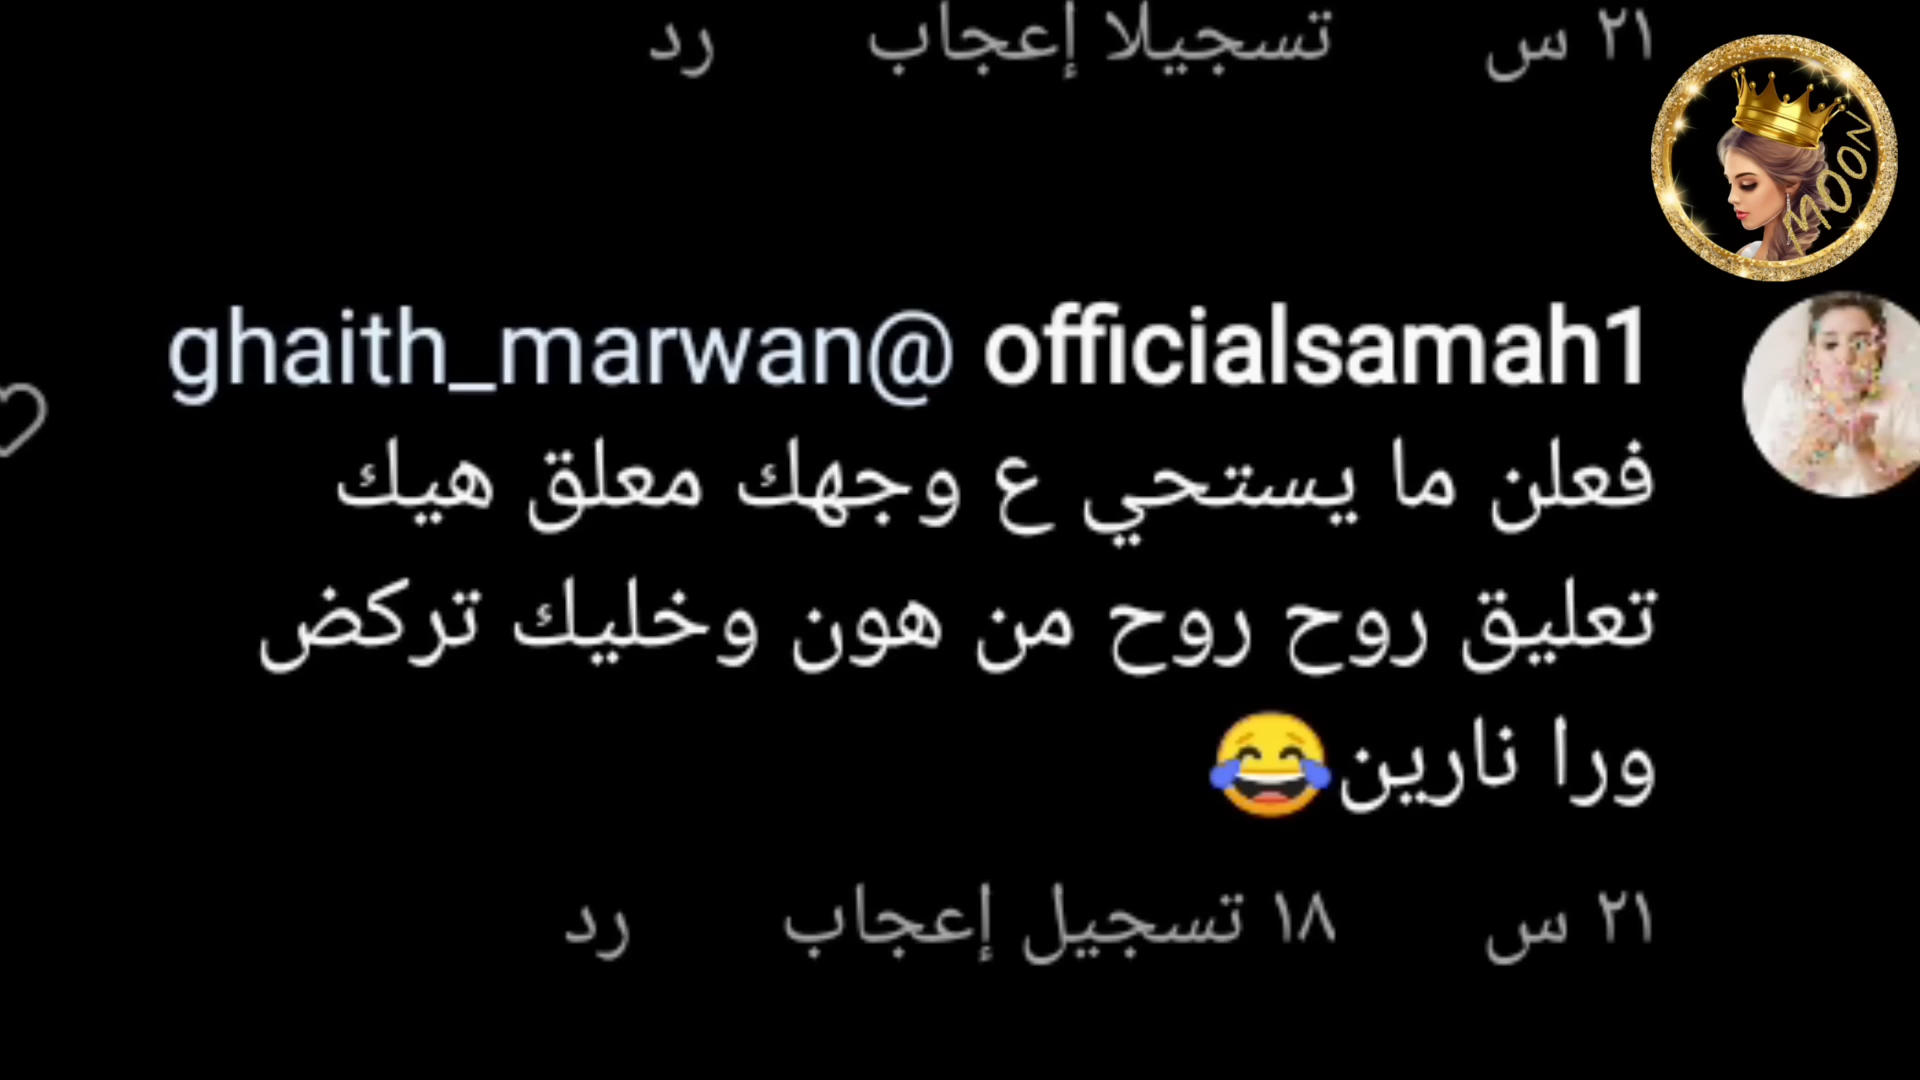 ٢١ س تسجيلا إعجاب رد
MOON
officialsamah1 @ghaith_marwan
فعلن ما يستحي ع وجهك معلق هيك
تعليق روح روح من هون وخليك تركض
ورا نارين😂
٢١ س ١٨ تسجيل إعجاب رد